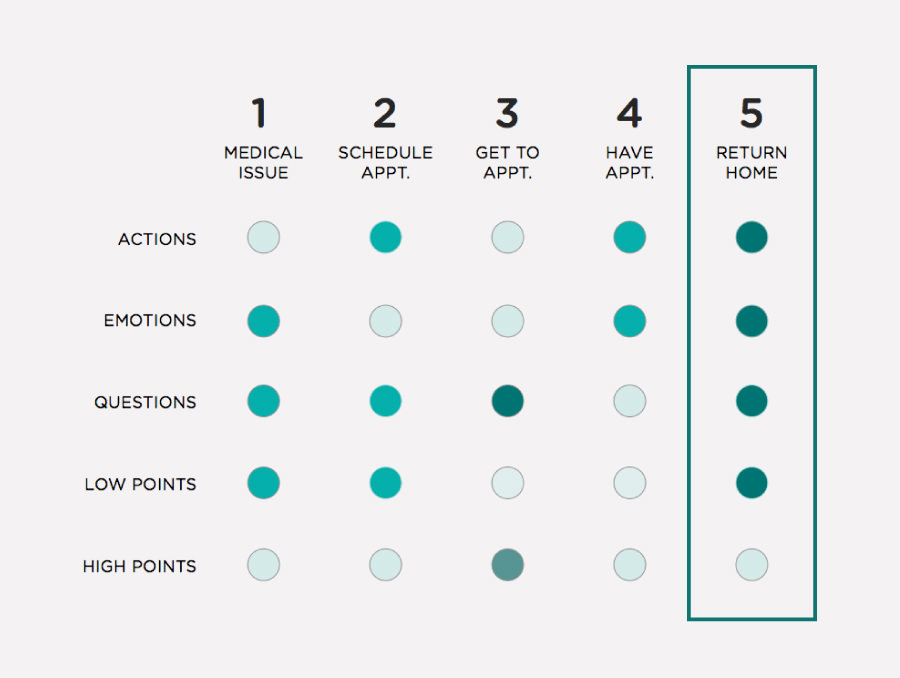 1 2 3 4 5
MEDICAL SCHEDULE GET TO HAVE RETURN
ISSUE APPT. APPT. APPT. HOME
ACTIONS
EMOTIONS
QUESTIONS
LOW POINTS
HIGH POINTS